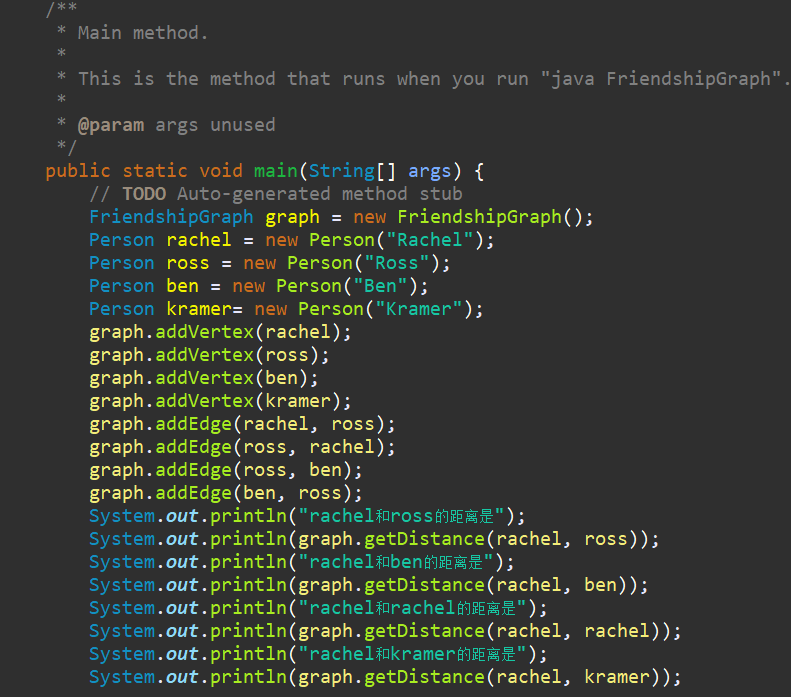 /**
 * Main method.
 *
 * This is the method that runs when you run "java FriendshipGraph".
 *
 * @param args unused
 */
public static void main(String[] args) {
// TODO Auto-generated method stub
FriendshipGraph graph = new FriendshipGraph();
Person rachel = new Person("Rachel");
Person ross = new Person("Ross");
Person ben = new Person("Ben");
Person kramer= new Person("Kramer");
graph.addVertex(rachel);
graph.addVertex(ross);
graph.addVertex(ben);
graph.addVertex(kramer);
graph.addEdge(rachel, ross);
graph.addEdge(ross, rachel);
graph.addEdge(ross, ben);
graph.addEdge(ben, ross);
System.out.println("rachel和ross的距离是");
System.out.println(graph.getDistance(rachel, ross));
System.out.println("rachel和ben的距离是");
System.out.println(graph.getDistance(rachel, ben));
System.out.println("rachel和rachel的距离是");
System.out.println(graph.getDistance(rachel, rachel));
System.out.println("rachel和kramer的距离是");
System.out.println(graph.getDistance(rachel, kramer));